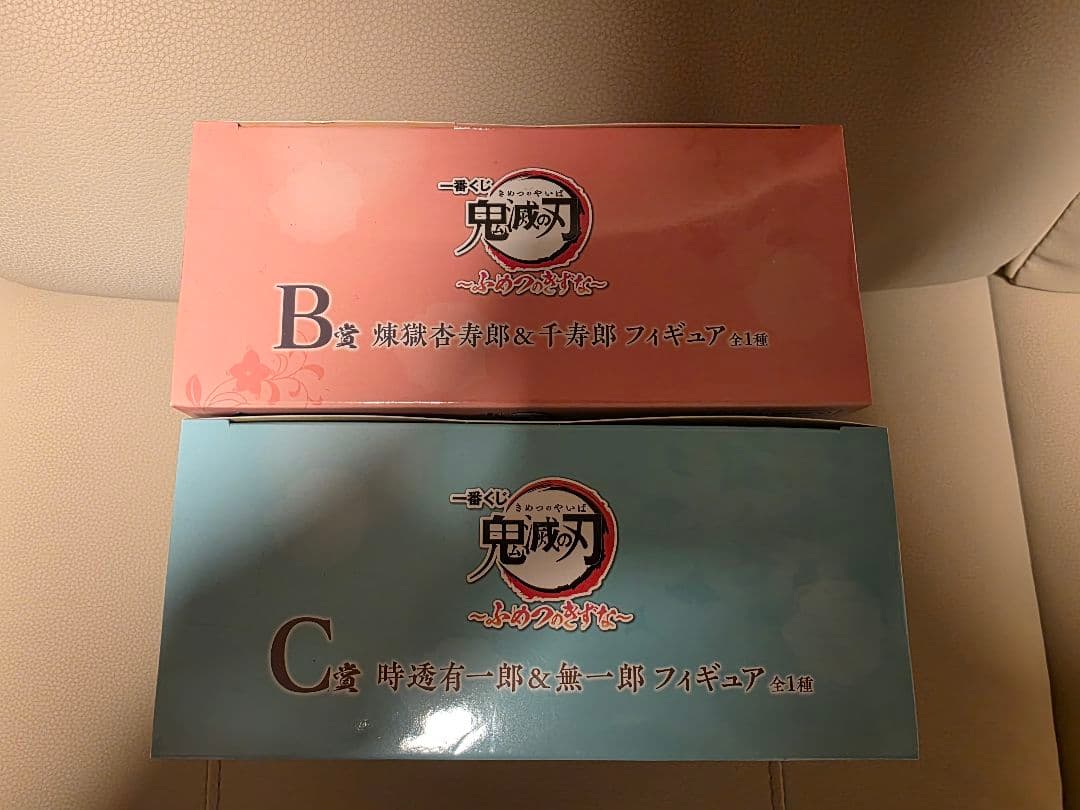 一番くじ
きめつのやいば
鬼滅の刃
〜ふめつのきずな〜
B賞 煉獄杏寿郎&千寿郎 フィギュア 全1種
一番くじ
きめつのやいば
鬼滅の刃
〜ふめつのきずな〜
C賞 時透有一郎&無一郎 フィギュア 全1種